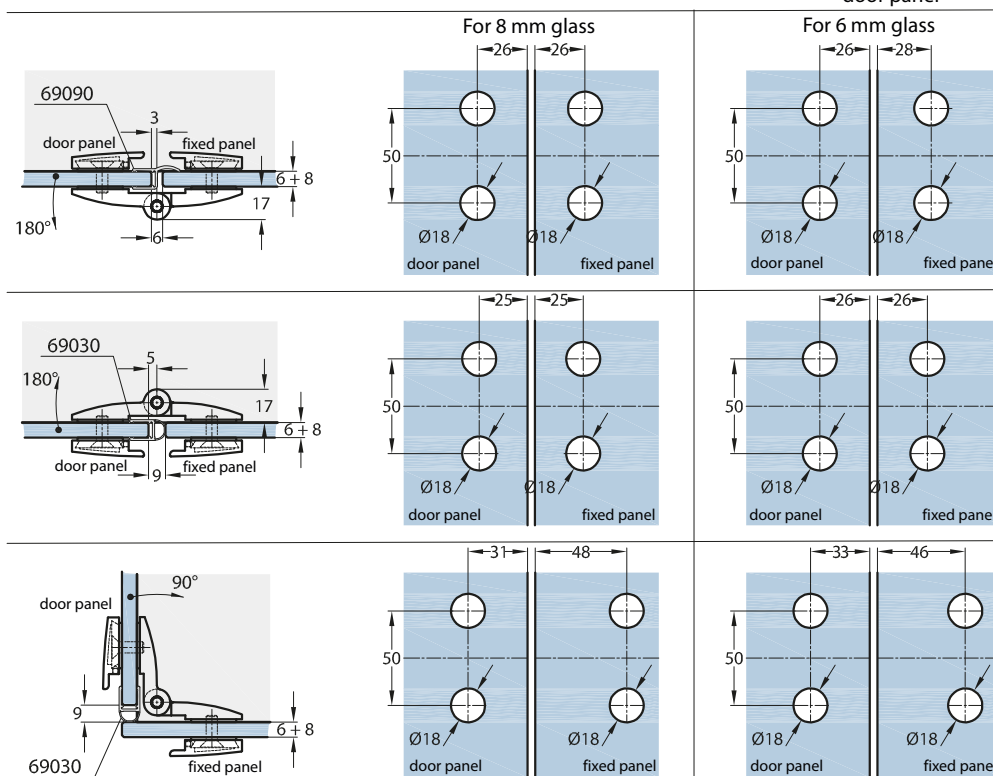 door panel
For 8 mm glass
For 6 mm glass
26 26
26 28
69090
3
door panel
fixed panel
6 + 8
17
180°
6
50
Ø18
Ø18
door panel
fixed panel
50
Ø18
Ø18
door panel
fixed pane
25 25
26 26
69030
5
180°
17
6 + 8
door panel
fixed panel
9
50
Ø18
Ø18
door panel
fixed panel
50
Ø18
Ø18
door panel
fixed pane
31 48
33 46
90°
door panel
9
6 + 8
69030
fixed panel
50
Ø18
Ø18
door panel
fixed panel
50
Ø18
Ø18
door panel
fixed pane